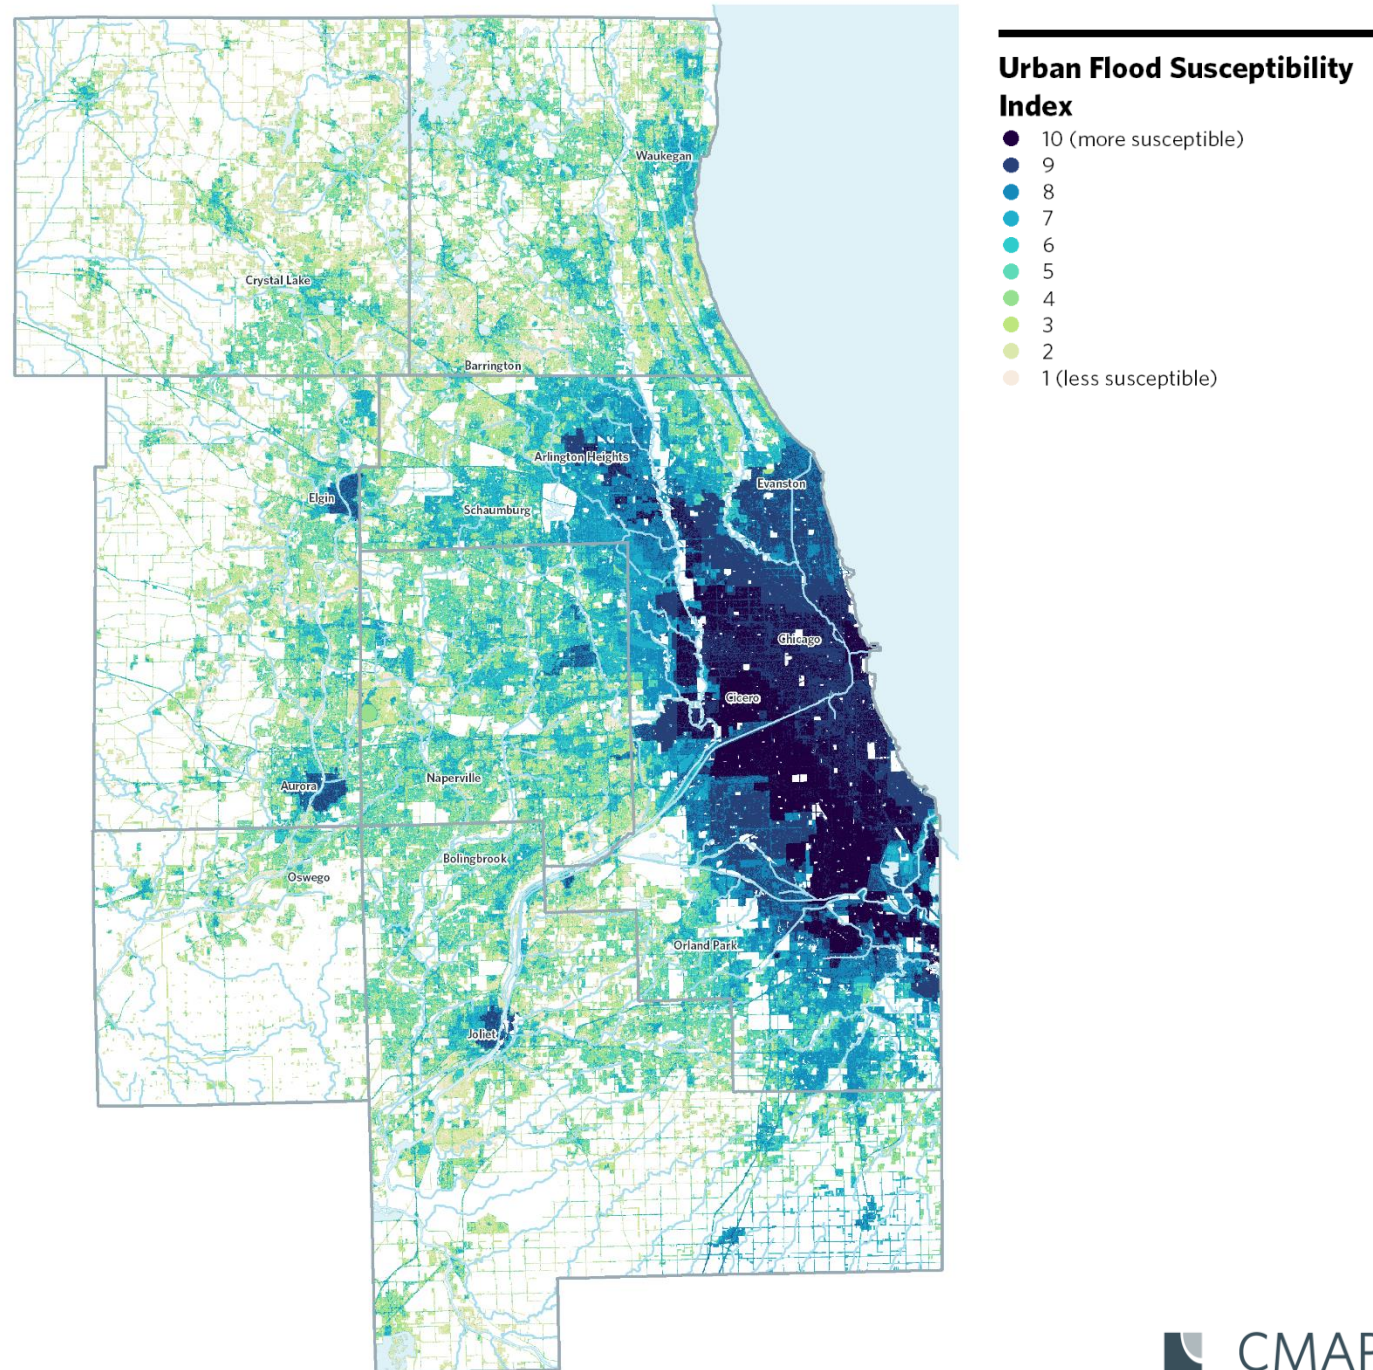 Urban Flood Susceptibility
Index
10 (more susceptible)
9
8
7
6
5
4
3
2
1 (less susceptible)
Waukegan
Crystal Lake
Barrington
Arlington Heights
Evanston
Elgin
Schaumburg
Chicago
Cicero
Naperville
Aurora
Bolingbrook
Oswego
Orland Park
Joliet
CMAP